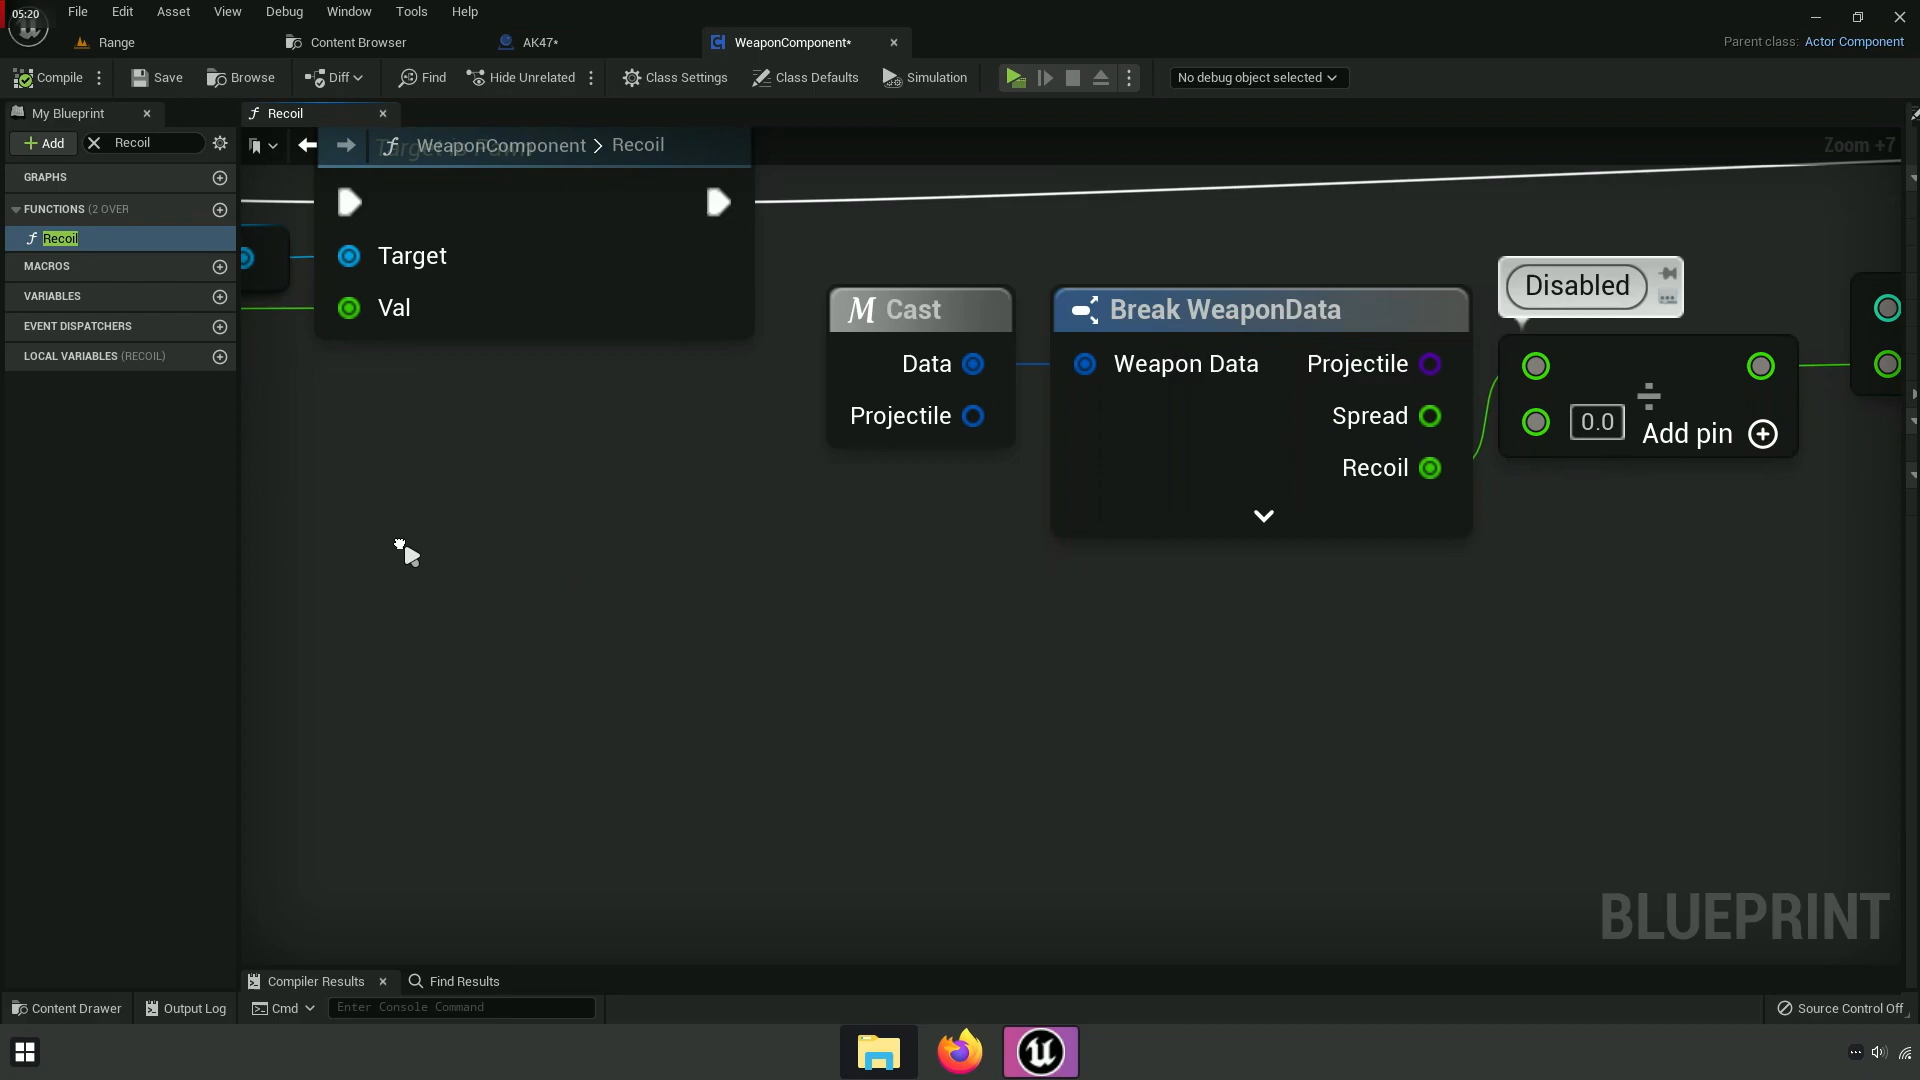 05:20
File Edit Asset View Debug Window Tools Help
Range
Content Browser
AK47*
WeaponComponent*
Parent class: Actor Component
Compile
Save
Browse
Diff
Find
Hide Unrelated
Class Settings
Class Defaults
Simulation
No debug object selected
My Blueprint
Recoil
Add
Recoil
WeaponComponent > Recoil
Zoom +7
GRAPHS
FUNCTIONS (2 OVER
Recoil
MACROS
VARIABLES
EVENT DISPATCHERS
LOCAL VARIABLES (RECOIL)
Target
Val
Cast
Data
Projectile
Break WeaponData
Weapon Data
Projectile
Spread
Recoil
Disabled
0.0
Add pin
BLUEPRINT
Compiler Results
Find Results
Content Drawer
Output Log
Cmd
Enter Console Command
Source Control Off